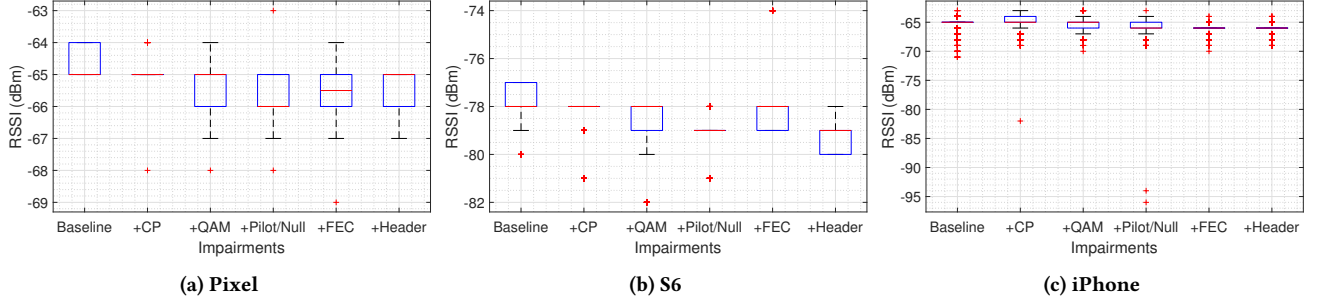 -63
-64
-65
-66
-67
-68
-69
RSSI (dBm)
Baseline +CP +QAM +Pilot/Null +FEC +Header
Impairments
(a) Pixel
-74
-76
-78
-80
-82
RSSI (dBm)
Baseline +CP +QAM +Pilot/Null +FEC +Header
Impairments
(b) S6
-65
-70
-75
-80
-85
-90
-95
RSSI (dBm)
Baseline +CP +QAM +Pilot/Null +FEC +Header
Impairments
(c) iPhone